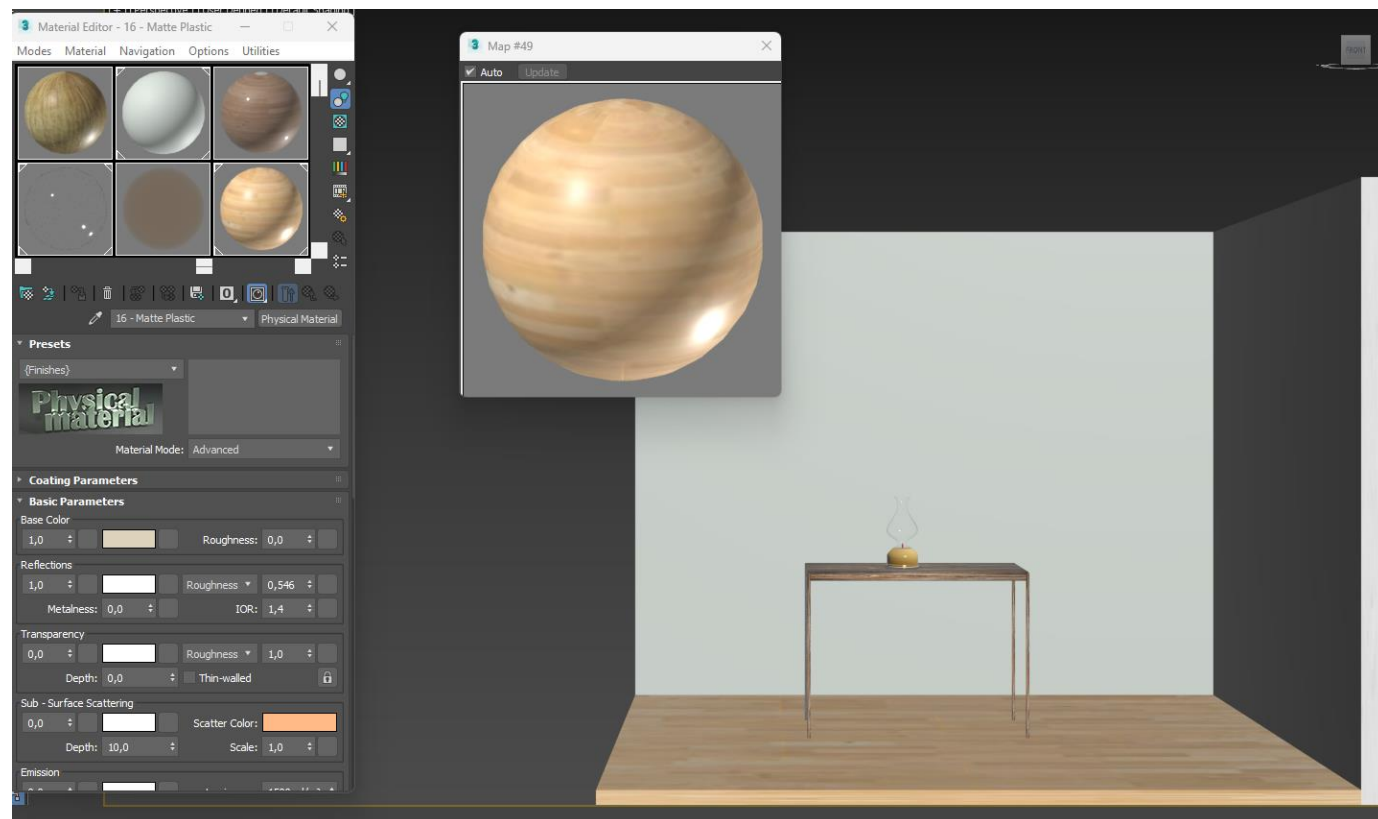 Material Editor - 16 - Matte Plastic
Modes Material Navigation Options Utilities
Map #49
Auto Update
FRONT
16 - Matte Plastic Physical Material
Presets
{Finishes}
Physical material
Material Mode: Advanced
Coating Parameters
Basic Parameters
Base Color
1,0 Roughness: 0,0
Reflections
1,0 Roughness 0,546
Metalness: 0,0 IOR: 1,4
Transparency
0,0 Roughness 1,0
Depth: 0,0 Thin-walled
Sub - Surface Scattering
0,0 Scatter Color:
Depth: 10,0 Scale: 1,0
Emission